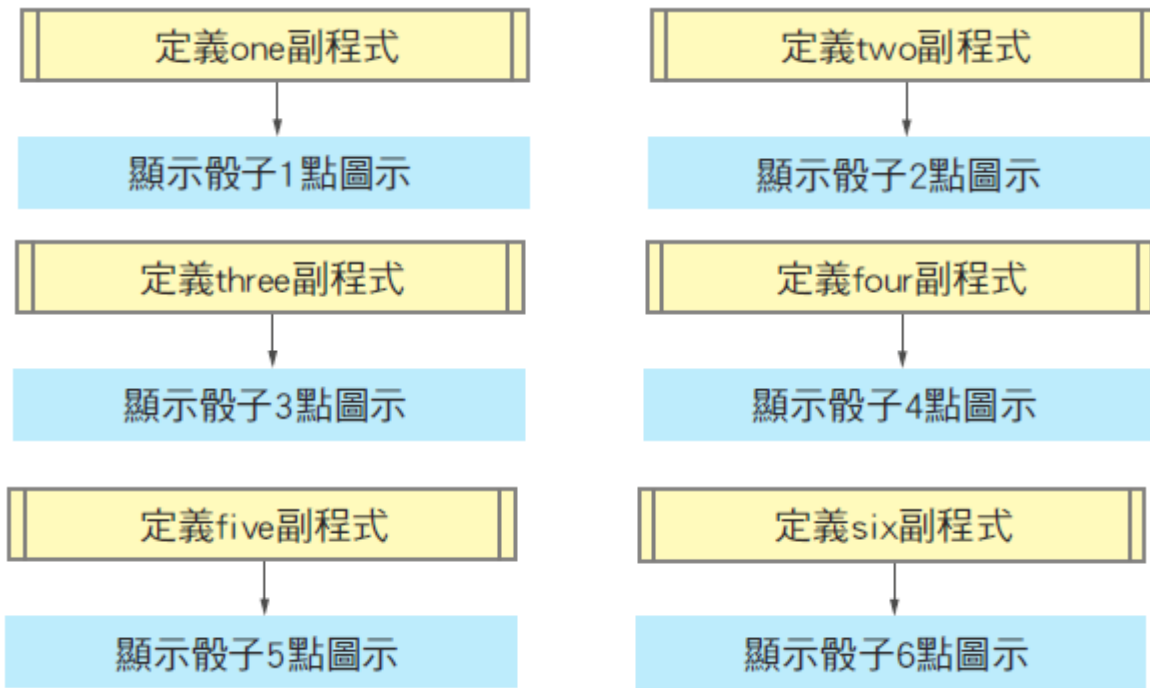 定義one副程式
定義two副程式
顯示骰子1點圖示
顯示骰子2點圖示
定義three副程式
定義four副程式
顯示骰子3點圖示
顯示骰子4點圖示
定義five副程式
定義six副程式
顯示骰子5點圖示
顯示骰子6點圖示